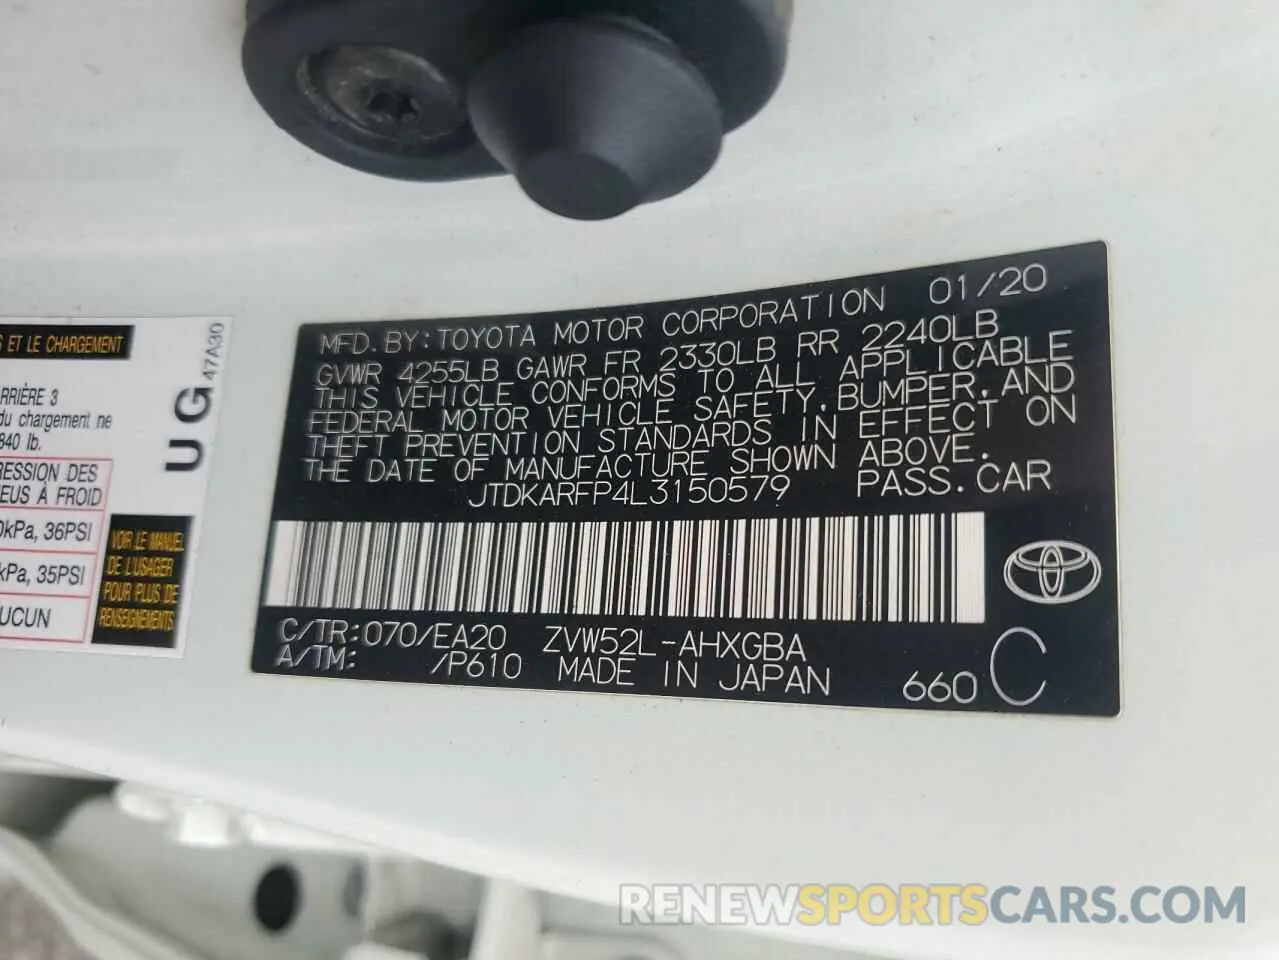 MFD. BY: TOYOTA MOTOR CORPORATION 01/20
GVWR 4255LB GAWR FR 2330LB RR 2240LB
THIS VEHICLE CONFORMS TO ALL APPLICABLE
FEDERAL MOTOR VEHICLE SAFETY, BUMPER, AND
THEFT PREVENTION STANDARDS IN EFFECT ON
THE DATE OF MANUFACTURE SHOWN ABOVE.
JTDKARFP4L3150579 PASS. CAR
C/TR: 070/EA20 ZVW52L-AHXGBA
A/TM: /P610 MADE IN JAPAN
660 C
S ET LE CHARGEMENT
47A30
UG
RRIÈRE 3
du chargement ne
840 lb.
RESSION DES
EUS À FROID
0kPa, 36PSI
kPa, 35PSI
UCUN
VOIR LE MANUEL
DE L'USAGER
POUR PLUS DE
RENSEIGNEMENTS
RENEWSPORTSCARS.COM